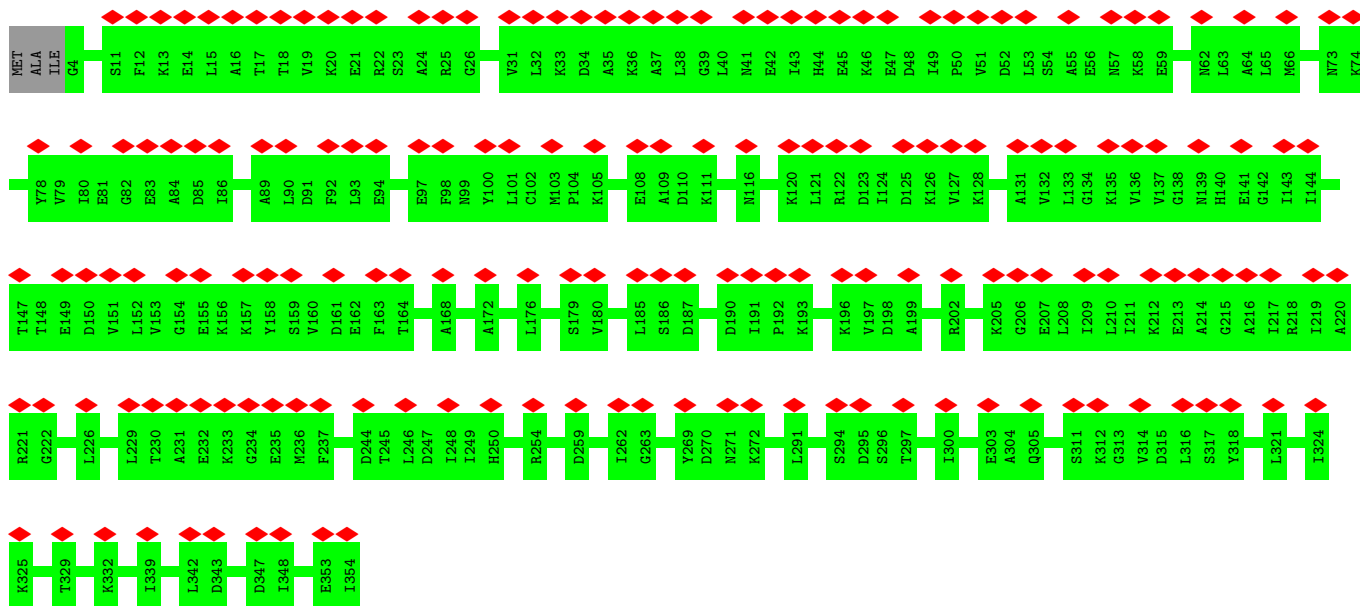 MET ALA ILE G4 S11 F12 K13 E14 L15 A16 T17 T18 V19 K20 E21 R22 S23 A24 R25 G26 V31 L32 K33 D34 A35 K36 A37 L38 G39 L40 N41 E42 I43 H44 E45 K46 E47 D48 I49 P50 V51 D52 L53 S54 A55 E56 N57 K58 E59 N62 L63 A64 L65 M66 N73 K74
Y78 V79 I80 E81 G82 E83 A84 D85 I86 A89 L90 D91 F92 L93 E94 E97 F98 N99 Y100 L101 C102 M103 P104 K105 E108 A109 D110 K111 N116 K120 L121 R122 D123 I124 D125 K126 V127 K128 A131 V132 L133 G134 K135 V136 V137 G138 N139 H140 E141 G142 I143 I144
T147 T148 E149 D150 V151 L152 V153 G154 E155 K156 K157 Y158 S159 V160 D161 E162 F163 T164 A168 A172 L176 S179 V180 L185 S186 D187 D190 I191 P192 K193 K196 V197 D198 A199 R202 K205 G206 E207 L208 I209 L210 I211 K212 E213 A214 G215 A216 I217 R218 I219 A220
R221 G222 L226 L229 T230 A231 E232 K233 G234 E235 M236 F237 D244 T245 L246 D247 I248 I249 H250 R254 D259 I262 G263 Y269 D270 N271 K272 L291 S294 D295 S296 T297 I300 E303 A304 Q305 S311 K312 G313 V314 D315 L316 S317 Y318 L321 I324
K325 T329 K332 I339 L342 D343 D347 I348 E353 I354